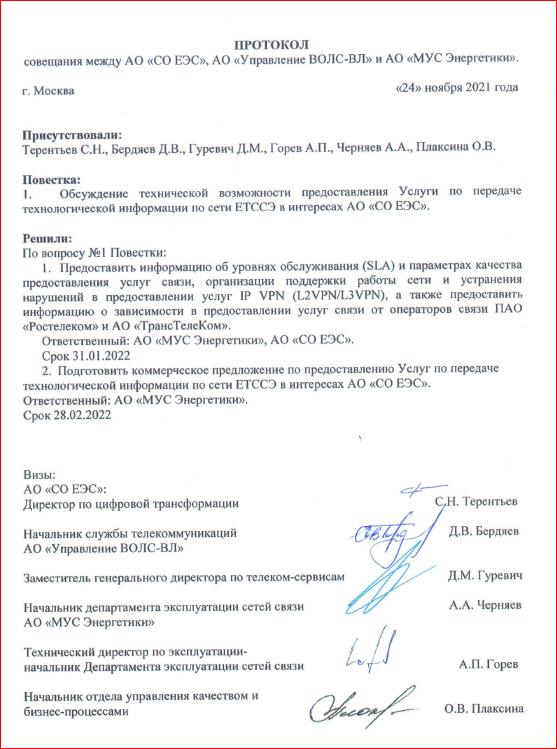 ПРОТОКОЛ
совещания между АО «СО ЕЭС», АО «Управление ВОЛС-ВЛ» и АО «МУС Энергетики».
г. Москва «24» ноября 2021 года
Присутствовали:
Терентьев С.Н., Бердяев Д.В., Гуревич Д.М., Горев А.П., Черняев А.А., Плаксина О.В.
Повестка:
1. Обсуждение технической возможности предоставления Услуги по передаче
технологической информации по сети ЕТССЭ в интересах АО «СО ЕЭС».
Решили:
По вопросу №1 Повестки:
1. Предоставить информацию об уровнях обслуживания (SLA) и параметрах качества
предоставления услуг связи, организации поддержки работы сети и устранения
нарушений в предоставлении услуг IP VPN (L2VPN/L3VPN), а также предоставить
информацию о зависимости в предоставлении услуг связи от операторов связи ПАО
«Ростелеком» и АО «ТрансТелеКом».
Ответственный: АО «МУС Энергетики», АО «СО ЕЭС».
Срок 31.01.2022
2. Подготовить коммерческое предложение по предоставлению Услуг по передаче
технологической информации по сети ЕТССЭ в интересах АО «СО ЕЭС».
Ответственный: АО «МУС Энергетики».
Срок 28.02.2022
Визы:
АО «СО ЕЭС»:
Директор по цифровой трансформации С.Н. Терентьев
Начальник службы телекоммуникаций Д.В. Бердяев
АО «Управление ВОЛС-ВЛ»
Заместитель генерального директора по телеком-сервисам Д.М. Гуревич
Начальник департамента эксплуатации сетей связи А.А. Черняев
АО «МУС Энергетики»
Технический директор по эксплуатации-
начальник Департамента эксплуатации сетей связи А.П. Горев
Начальник отдела управления качеством и
бизнес-процессами О.В. Плаксина